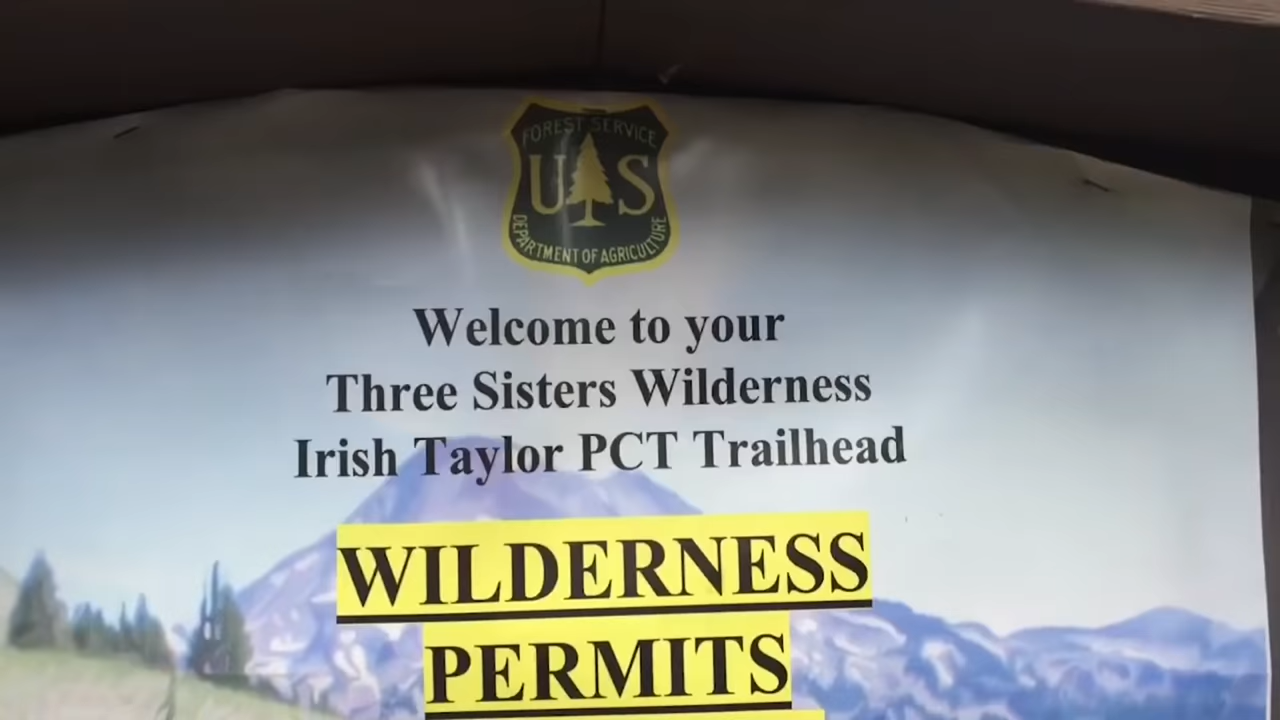 FOREST SERVICE
U S
DEPARTMENT OF AGRICULTURE
Welcome to your
Three Sisters Wilderness
Irish Taylor PCT Trailhead
WILDERNESS
PERMITS